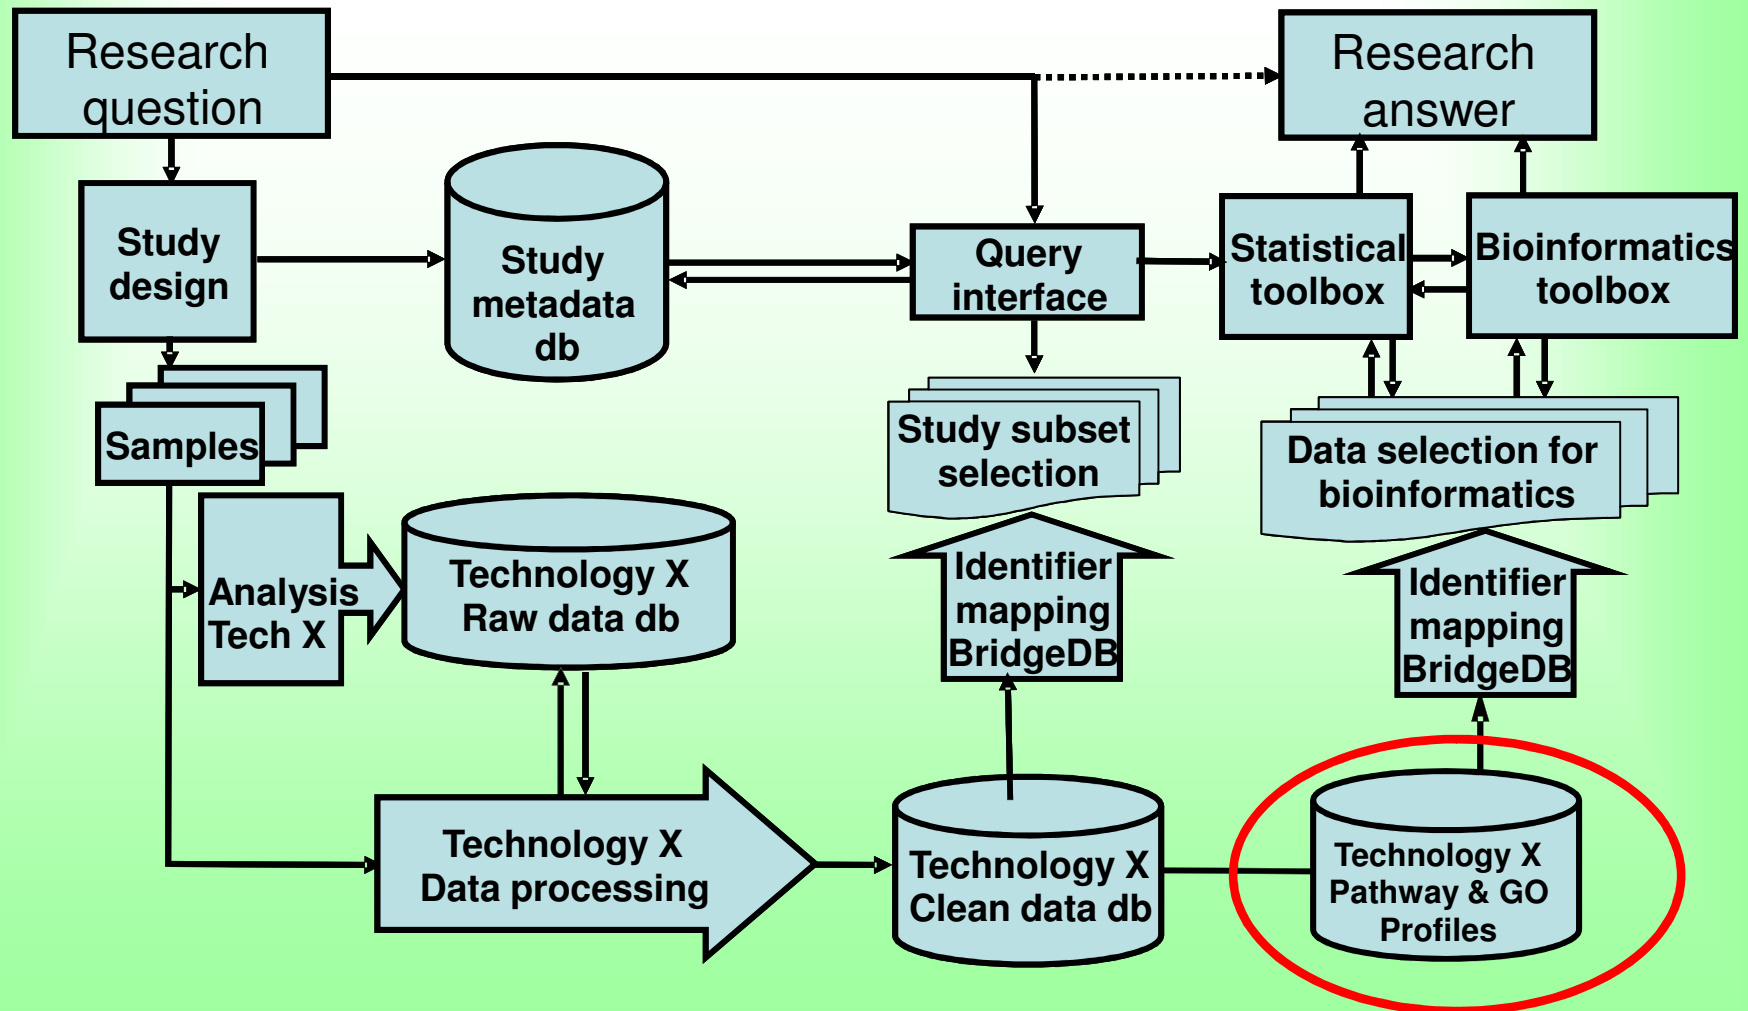 Research
question
Research
answer
Study
design
Study
metadata
db
Query
interface
Statistical
toolbox
Bioinformatics
toolbox
Samples
Study subset
selection
Data selection for
bioinformatics
Analysis
Tech X
Technology X
Raw data db
Identifier
mapping
BridgeDB
Identifier
mapping
BridgeDB
Technology X
Data processing
Technology X
Clean data db
Technology X
Pathway & GO
Profiles